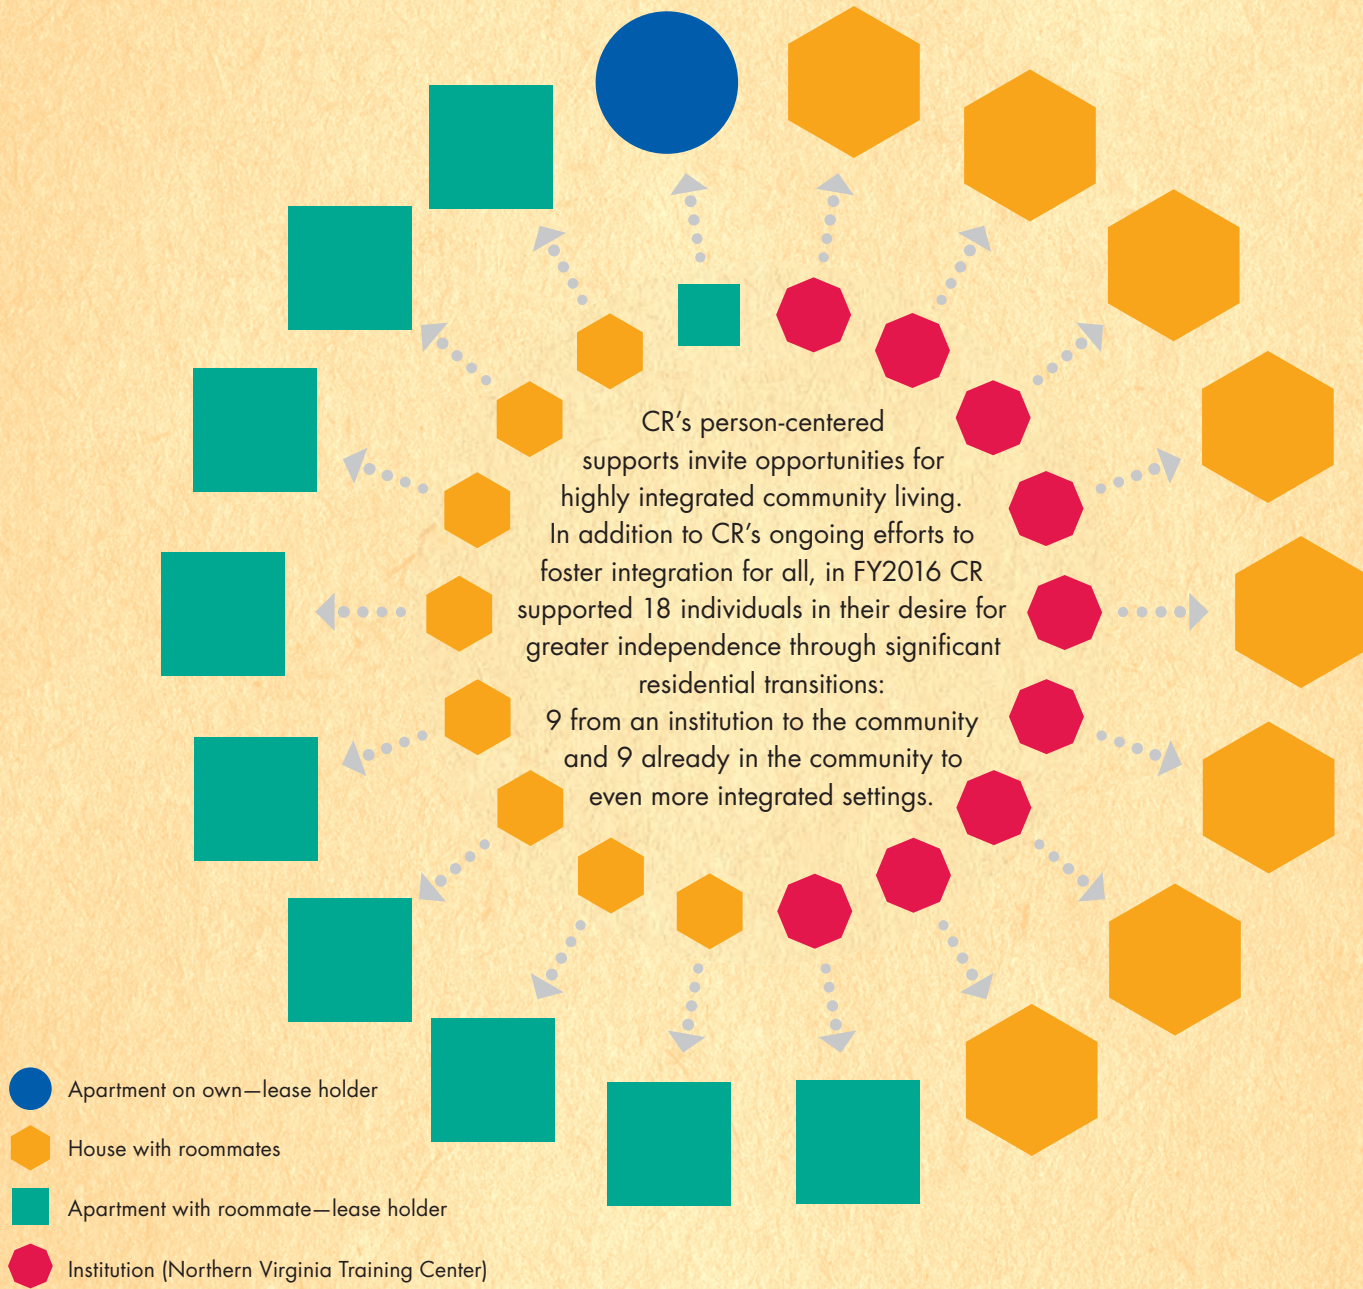 CR’s person-centered
supports invite opportunities for
highly integrated community living.
In addition to CR’s ongoing efforts to
foster integration for all, in FY2016 CR
supported 18 individuals in their desire for
greater independence through significant
residential transitions:
9 from an institution to the community
and 9 already in the community to
even more integrated settings.
Apartment on own—lease holder
House with roommates
Apartment with roommate—lease holder
Institution (Northern Virginia Training Center)